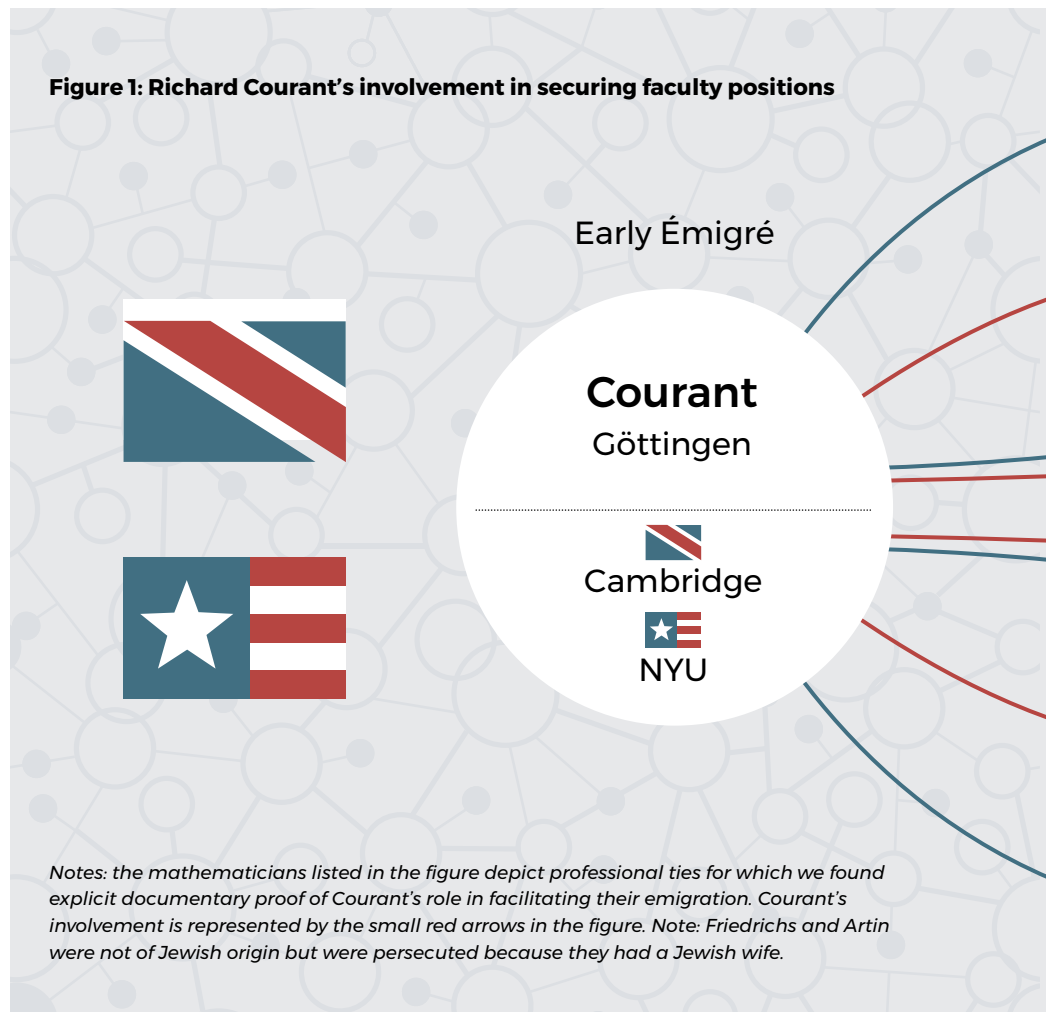 Figure 1: Richard Courant’s involvement in securing faculty positions
Early Émigré
Courant
Göttingen
Cambridge
NYU
Notes: the mathematicians listed in the figure depict professional ties for which we found
explicit documentary proof of Courant’s role in facilitating their emigration. Courant’s
involvement is represented by the small red arrows in the figure. Note: Friedrichs and Artin
were not of Jewish origin but were persecuted because they had a Jewish wife.